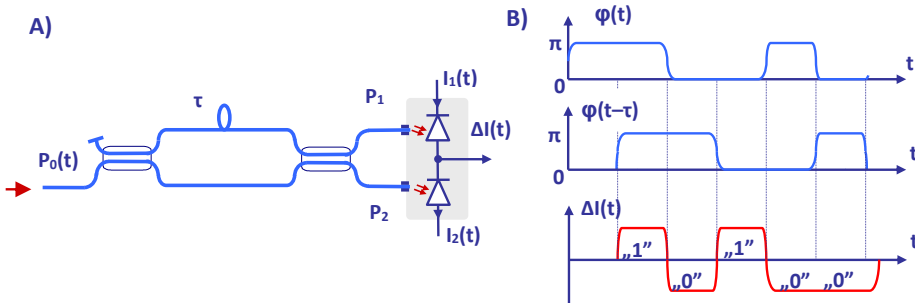 A)
τ
P₀(t)
P₁
P₂
I₁(t)
ΔI(t)
I₂(t)
B)
φ(t)
π
0
t
φ(t–τ)
π
0
t
ΔI(t)
t
„1” „0” „1” „0” „0”